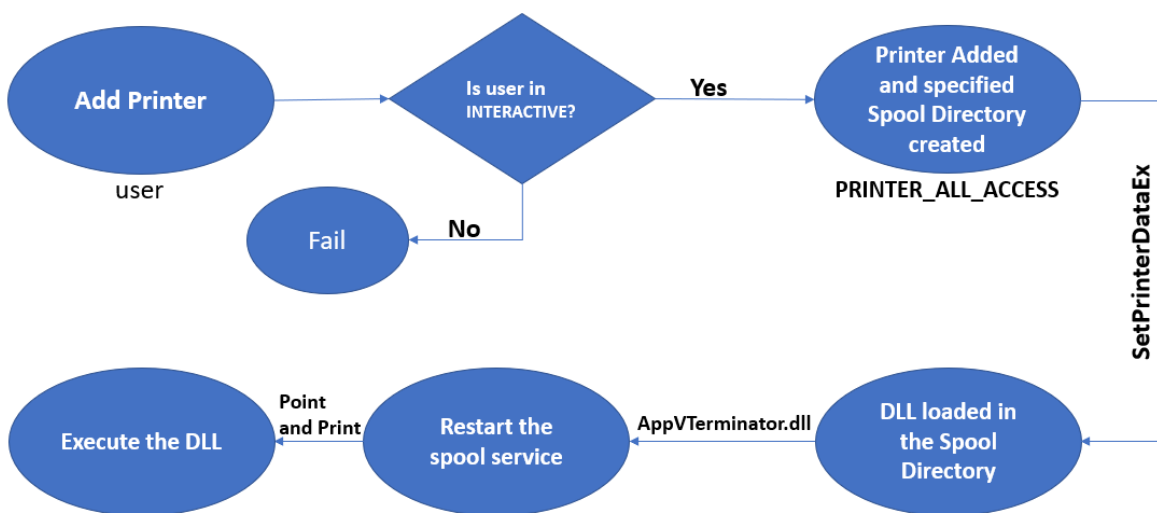 Add Printer
user
Is user in
INTERACTIVE?
Yes
Printer Added
and specified
Spool Directory
created
PRINTER_ALL_ACCESS
No
Fail
SetPrinterDataEx
DLL loaded in
the Spool
Directory
AppVTerminator.dll
Restart the
spool service
Point
and Print
Execute the DLL